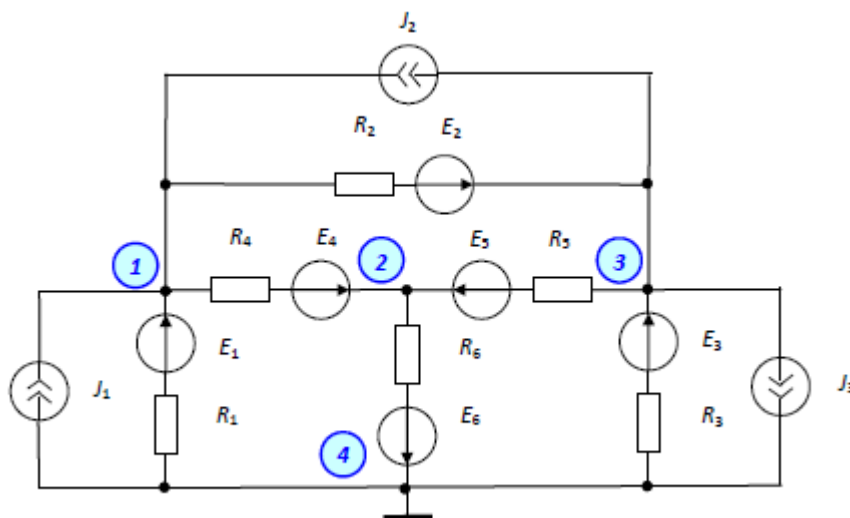 J₂
R₂ E₂
1 R₄ E₄ 2 E₅ R₅ 3
J₁ E₁ R₆ E₃ J₃
R₁ 4 E₆ R₃